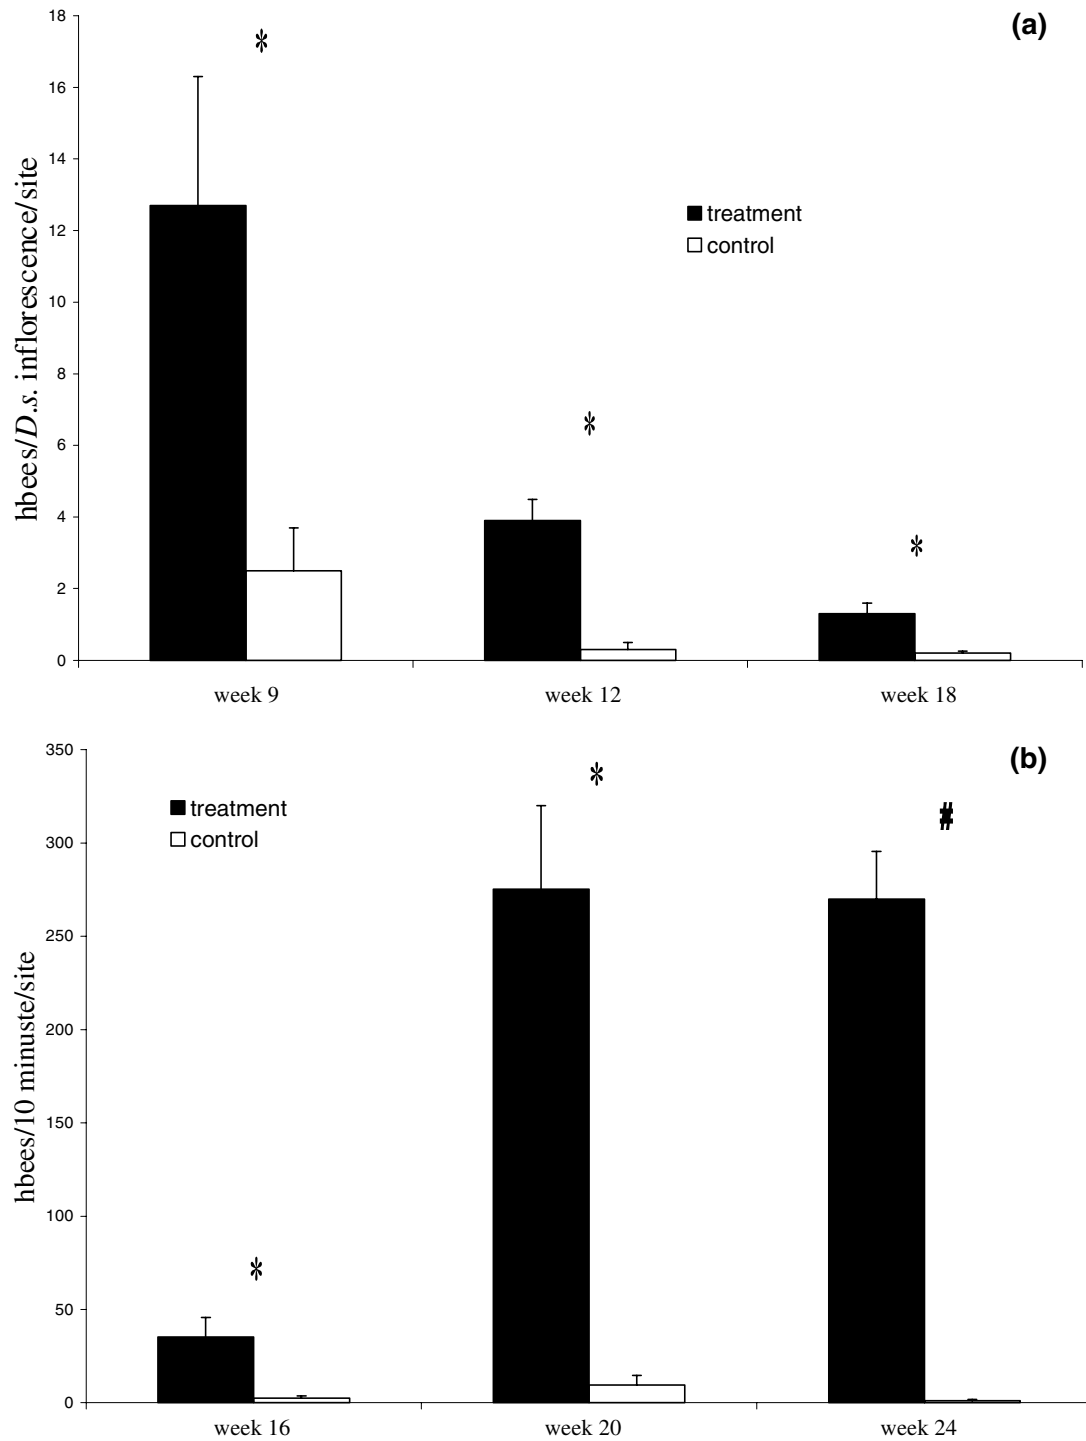 (a)
18
16
14
12
10
8
6
4
2
0
hbees/D.s. inflorescence/site
*
*
*
treatment
control
week 9 week 12 week 18
(b)
350
300
250
200
150
100
50
0
hbees/10 minuste/site
treatment
control
*
*
#
week 16 week 20 week 24